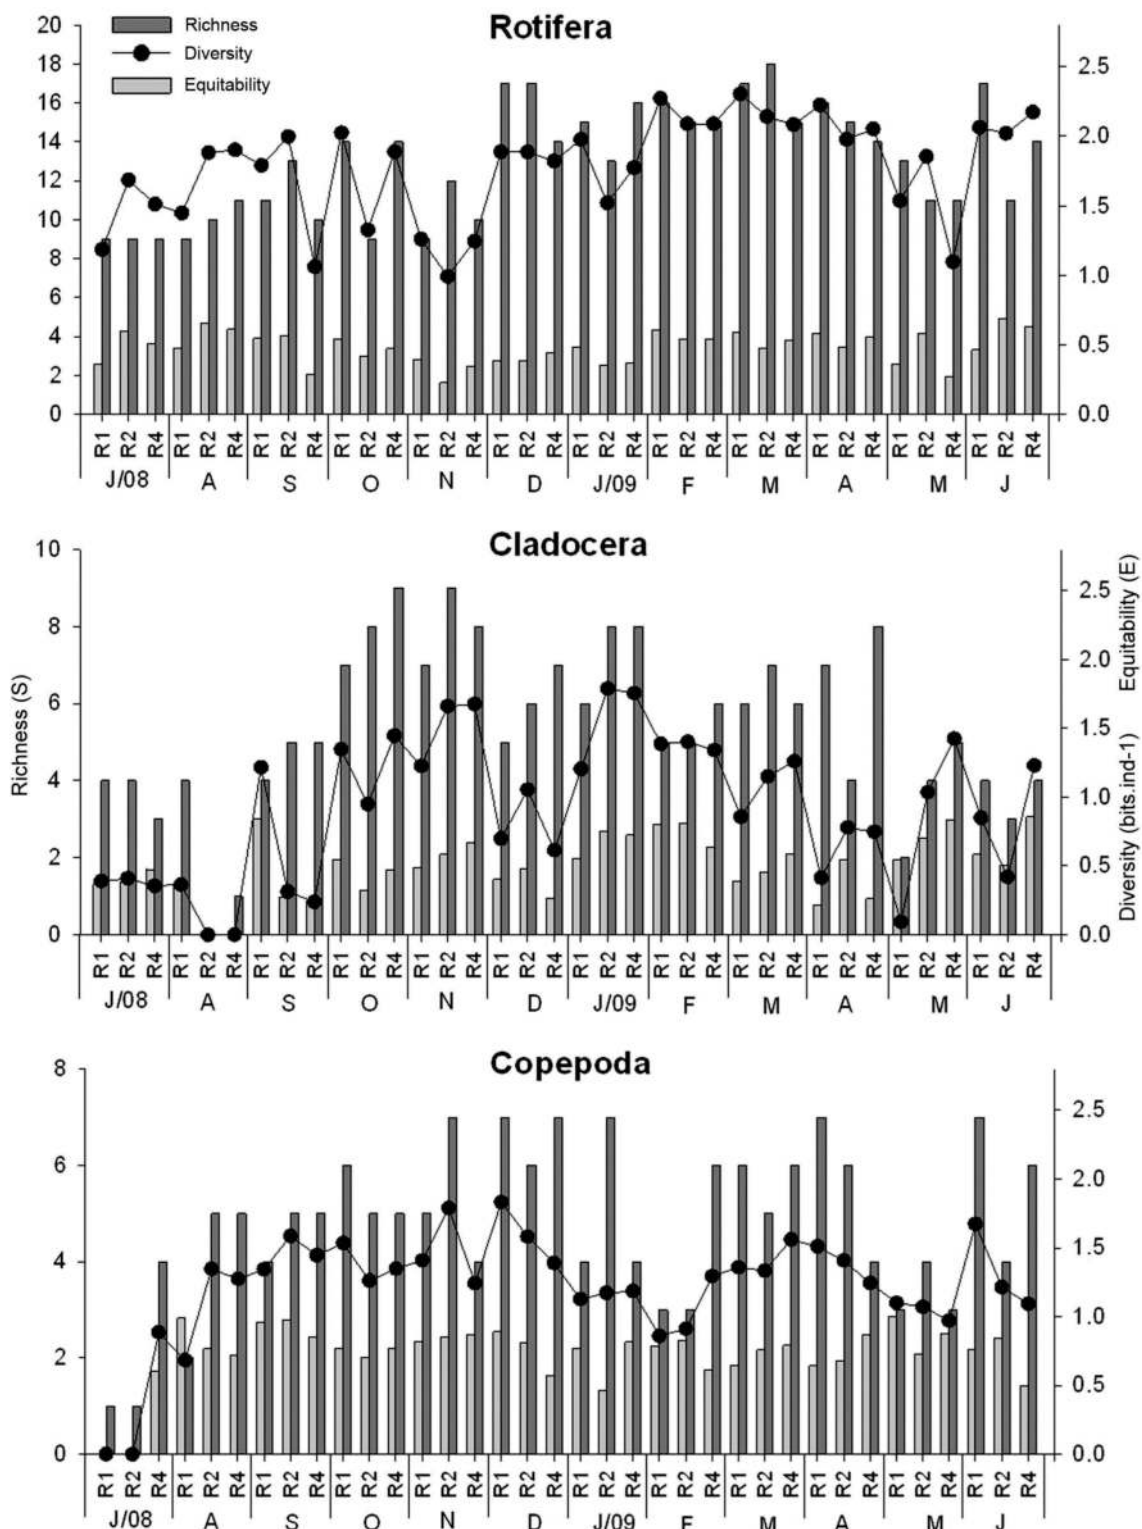 Rotifera
Richness
Diversity
Equitability
20
18
16
14
12
10
8
6
4
2
0
2.5
2.0
1.5
1.0
0.5
0.0
R1 R2 R4 R1 R2 R4 R1 R2 R4 R1 R2 R4 R1 R2 R4 R1 R2 R4 R1 R2 R4 R1 R2 R4 R1 R2 R4 R1 R2 R4 R1 R2 R4 R1 R2 R4
J/08 A S O N D J/09 F M A M J
Cladocera
Richness (S)
10
8
6
4
2
0
2.5
2.0
1.5
1.0
0.5
0.0
Diversity (bits.ind-1) Equitability (E)
R1 R2 R4 R1 R2 R4 R1 R2 R4 R1 R2 R4 R1 R2 R4 R1 R2 R4 R1 R2 R4 R1 R2 R4 R1 R2 R4 R1 R2 R4 R1 R2 R4 R1 R2 R4
J/08 A S O N D J/09 F M A M J
Copepoda
8
6
4
2
0
2.5
2.0
1.5
1.0
0.5
0.0
R1 R2 R4 R1 R2 R4 R1 R2 R4 R1 R2 R4 R1 R2 R4 R1 R2 R4 R1 R2 R4 R1 R2 R4 R1 R2 R4 R1 R2 R4 R1 R2 R4 R1 R2 R4
J/08 A S O N D J/09 F M A M J